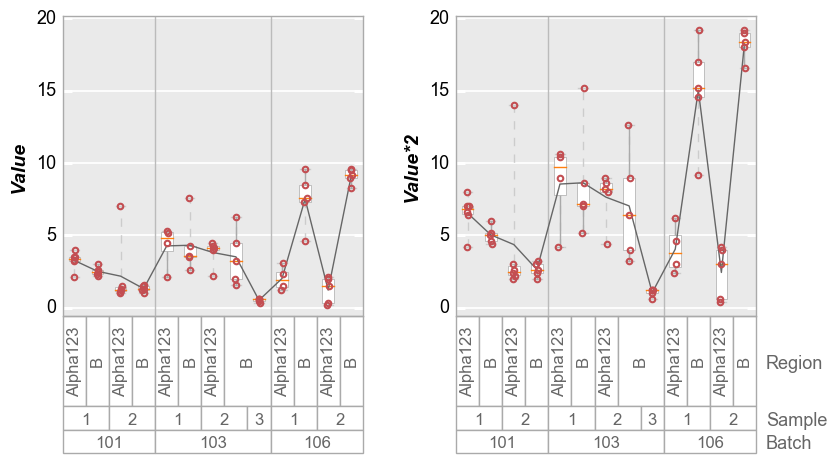 20
15
10
5
0
Value
Alpha123 B Alpha123 B Alpha123 B Alpha123 B Alpha123 B Alpha123 B
1 2 1 2 3 1 2
101 103 106
20
15
10
5
0
Value*2
Alpha123 B Alpha123 B Alpha123 B Alpha123 B Alpha123 B Alpha123 B Region
1 2 1 2 3 1 2 Sample
101 103 106 Batch